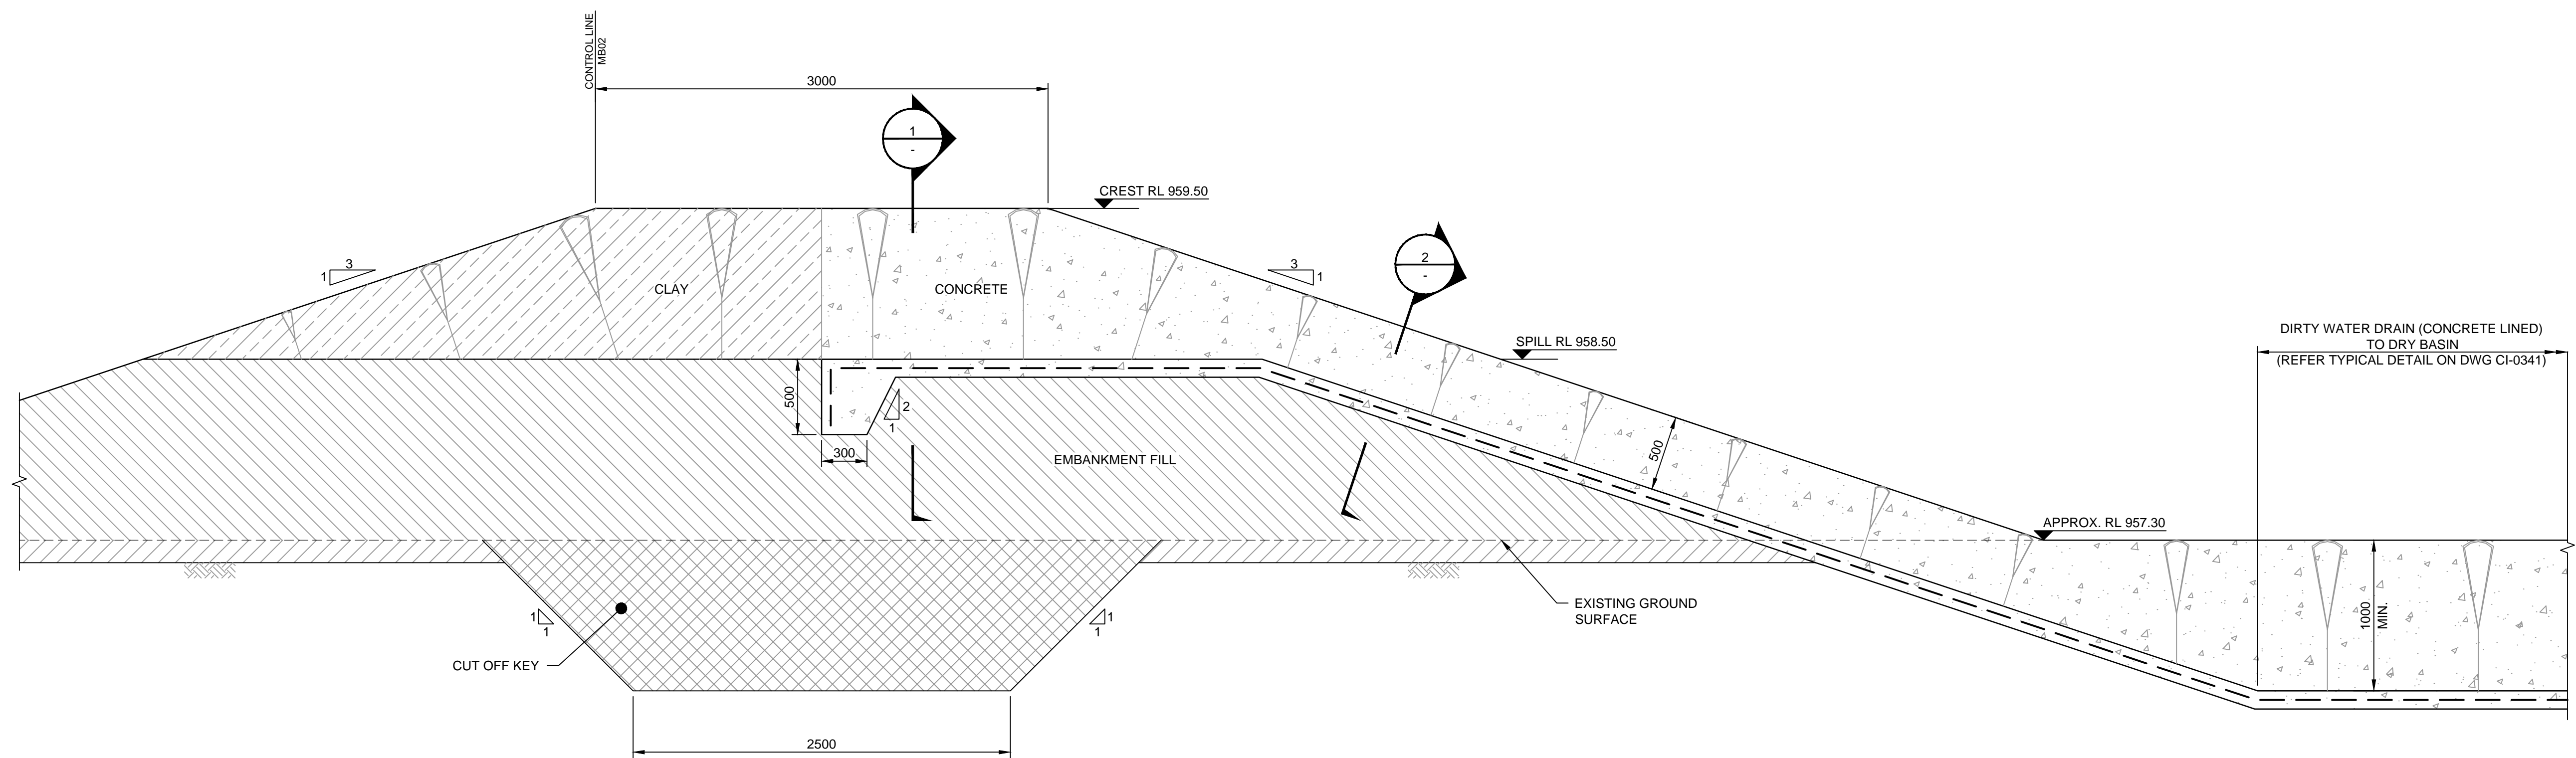 CONTROL LINE
MB02
3000
1
-
CREST RL 959.50
2
-
3
1
3
1
CLAY
CONCRETE
SPILL RL 958.50
DIRTY WATER DRAIN (CONCRETE LINED)
TO DRY BASIN
(REFER TYPICAL DETAIL ON DWG CI-0341)
500
2
1
300
EMBANKMENT FILL
500
APPROX. RL 957.30
1
1
1
1
EXISTING GROUND
SURFACE
1000
MIN.
CUT OFF KEY
2500